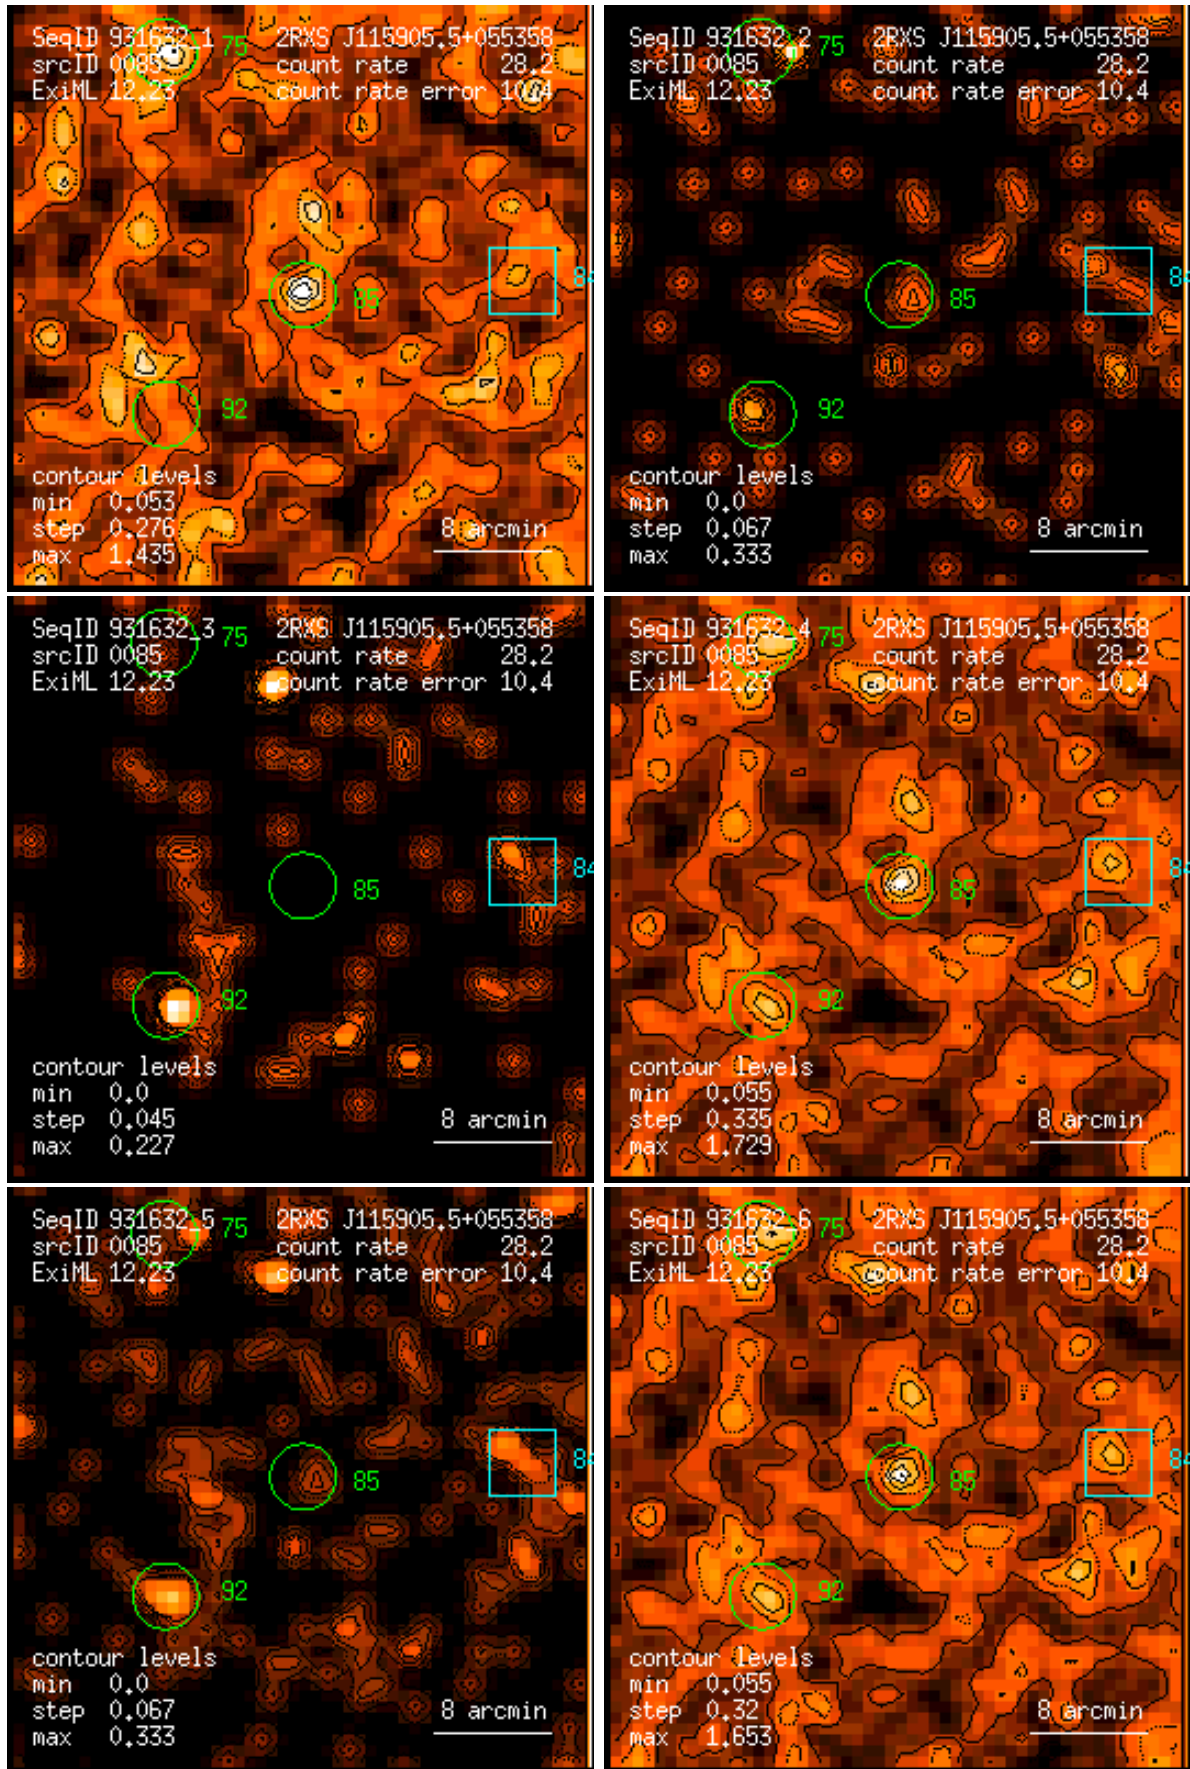 SeqID 931632_1 75 2RXS J115905.5+055358
srcID 0085 count rate 28.2
ExiML 12.23 count rate error 10.4
84
85
92
contour levels
min 0.053
step 0.276 8 arcmin
max 1.435
SeqID 931632_2 75 2RXS J115905.5+055358
srcID 0085 count rate 28.2
ExiML 12.23 count rate error 10.4
84
85
92
contour levels
min 0.0
step 0.067 8 arcmin
max 0.333
SeqID 931632_3 75 2RXS J115905.5+055358
srcID 0085 count rate 28.2
ExiML 12.23 count rate error 10.4
84
85
92
contour levels
min 0.0
step 0.045 8 arcmin
max 0.227
SeqID 931632_4 75 2RXS J115905.5+055358
srcID 0085 count rate 28.2
ExiML 12.23 count rate error 10.4
84
85
92
contour levels
min 0.055
step 0.335 8 arcmin
max 1.729
SeqID 931632_5 75 2RXS J115905.5+055358
srcID 0085 count rate 28.2
ExiML 12.23 count rate error 10.4
84
85
92
contour levels
min 0.0
step 0.067 8 arcmin
max 0.333
SeqID 931632_6 75 2RXS J115905.5+055358
srcID 0085 count rate 28.2
ExiML 12.23 count rate error 10.4
84
85
92
contour levels
min 0.055
step 0.32 8 arcmin
max 1.653